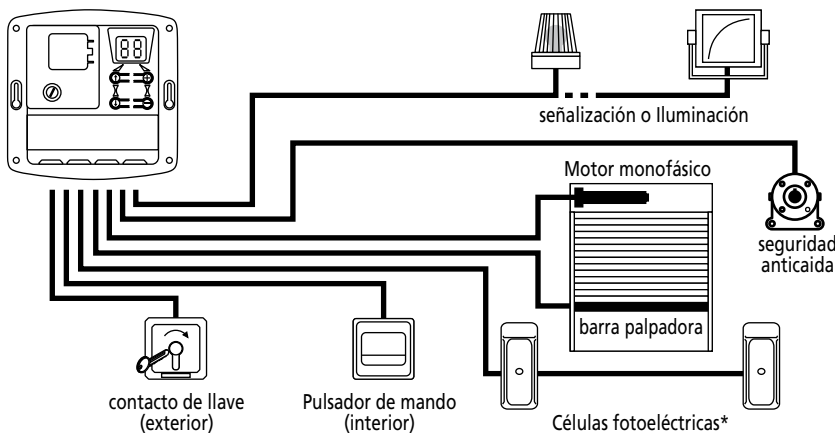 88
señalización o Iluminación
Motor monofásico
seguridad
anticaida
barra palpadora
contacto de llave
(exterior)
Pulsador de mando
(interior)
Células fotoeléctricas*